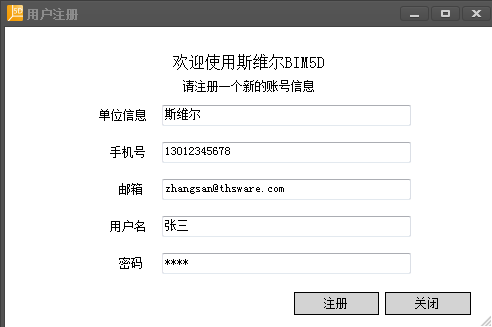 5D 用户注册
欢迎使用斯维尔BIM5D
请注册一个新的账号信息
单位信息 斯维尔
手机号 13012345678
邮箱 zhangsan@thsware.com
用户名 张三
密码 ****
注册 关闭